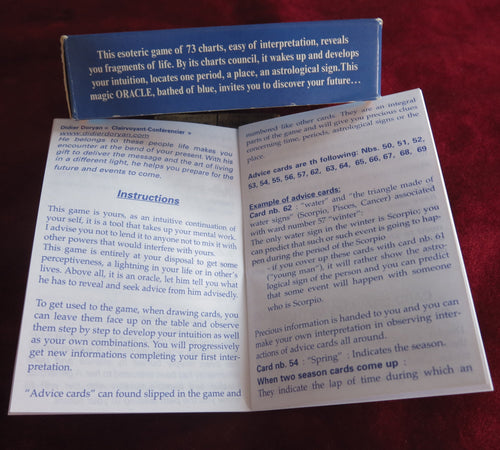 This esoteric game of 73 charts, easy of interpretation, reveals
you fragments of life. By its charts council, it wakes up and develops
your intuition, locates one period, a place, an astrological sign.This
magic ORACLE, bathed of blue, invites you to discover your future...
Didier Doryan « Clairvoyant-Conferencier »
www.didierdoryan.com
He belongs to these people life makes you
encounter at the bend of your present. With his
gift to deliver the message and the art of living
in a different light, he helps you prepare for the
future and events to come.
Instructions
This game is yours, as an intuitive continuation of
your self, it is a tool that takes up your mental work.
I advise you not to lend it to anyone not to mix it with
other powers that would interfere with yours.
This game is entirely at your disposal to get some
perceptiveness, a lightning in your life or in other's
lives. Above all, it is an oracle, let him tell you what
he has to reveal and seek advice from him advisedly.
To get used to the game, when drawing cards, you
can leave them face up on the table and observe
them step by step to develop your intuition as well
as your own combinations. You will progressively
get new informations completing your first inter-
pretation.
"Advice cards" can found slipped in the game and
numbered like other cards. They are an integral
parts of the game and will give you precious clues
concerning time, periods, astrological signs or the
place.
Advice cards are th following: Nbs. 50, 51, 52,
53, 54, 55, 56, 57, 62, 63, 64, 65, 66, 67, 68, 69
Example of advice cards:
Card nb. 62 : "water" and "the triangle made of
water signs" (Scorpio, Pisces, Cancer) associated
with ward number 57 "winter":
The only water sign in the winter is Scorpio; you
can predict that such or such event is going to hap-
pen during the period of the Scorpio
- if you cover up these cards with card nb. 61
("young man"), it will rather show the astro-
logical sign of the person and you can predict
that some event will happen with someone
who is Scorpio.
Precious information is handed to you and you can
make your own interpretation in observing inter-
actions of advice cards all around.
Card nb. 54 : "Spring" : Indicates the season.
When two season cards come up :
They indicate the lap of time during which an